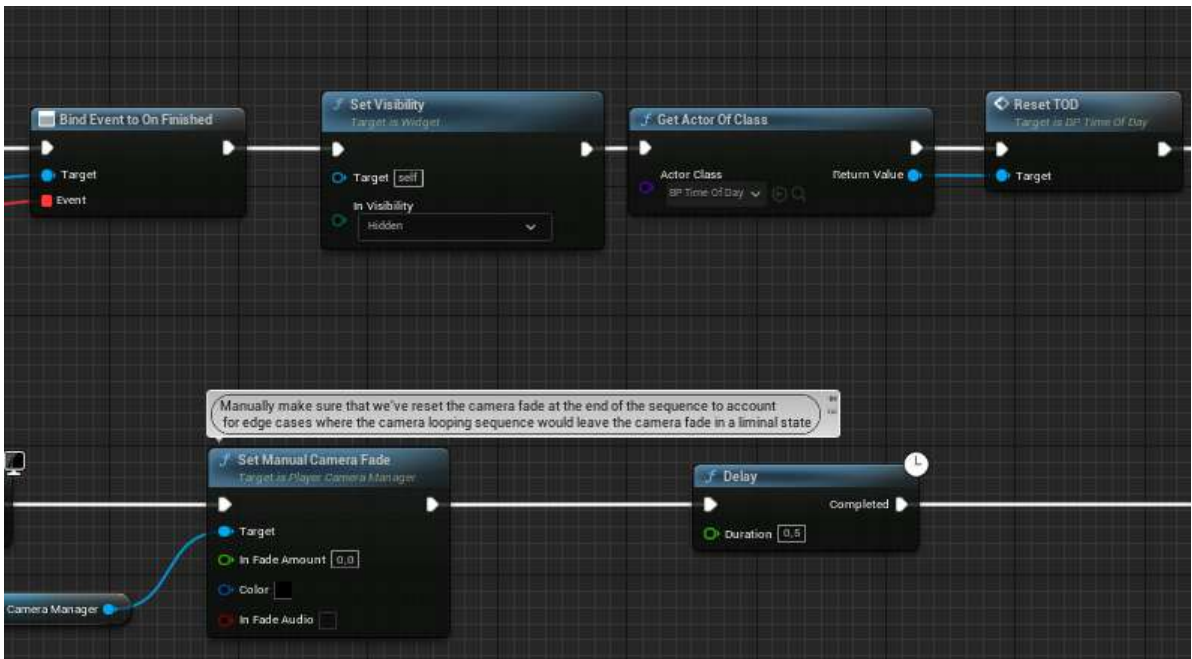 Bind Event to On Finished
Target
Event
Set Visibility
Target is Widget
Target self
In Visibility
Hidden
Get Actor Of Class
Actor Class
BP Time Of Day
Return Value
Reset TOD
Target is BP Time Of Day
Target
Manually make sure that we've reset the camera fade at the end of the sequence to account
for edge cases where the camera looping sequence would leave the camera fade in a liminal state
Set Manual Camera Fade
Target is Player Camera Manager
Target
In Fade Amount 0,0
Color
In Fade Audio
Camera Manager
Delay
Completed
Duration 0,5